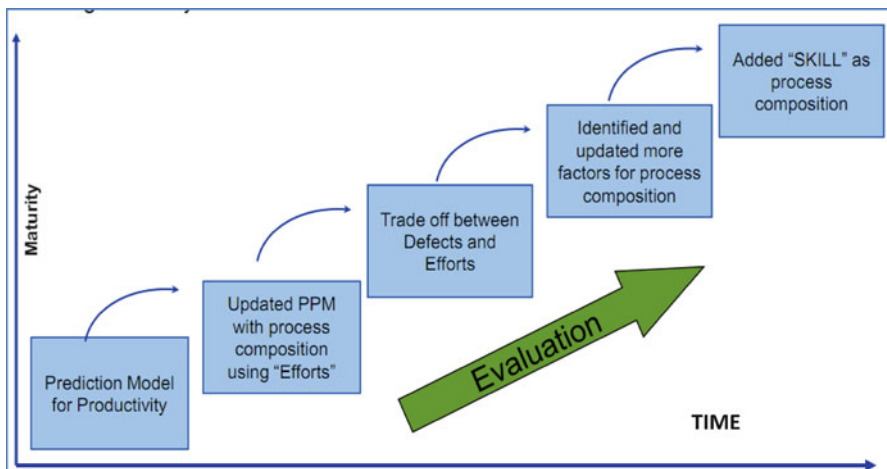 Maturity
Prediction Model
for Productivity
Updated PPM
with process
composition
using “Efforts”
Trade off between
Defects and
Efforts
Identified and
updated more
factors for process
composition
Added “SKILL” as
process
composition
Evaluation
TIME